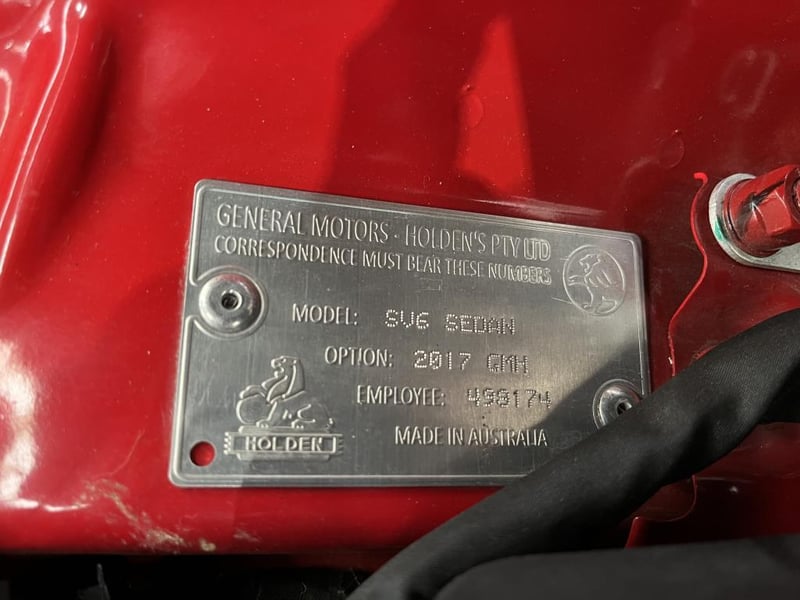 GENERAL MOTORS - HOLDEN'S PTY LTD
CORRESPONDENCE MUST BEAR THESE NUMBERS
MODEL: SV6 SEDAN
OPTION: 2017 GMH
EMPLOYEE: 498174
MADE IN AUSTRALIA
HOLDEN